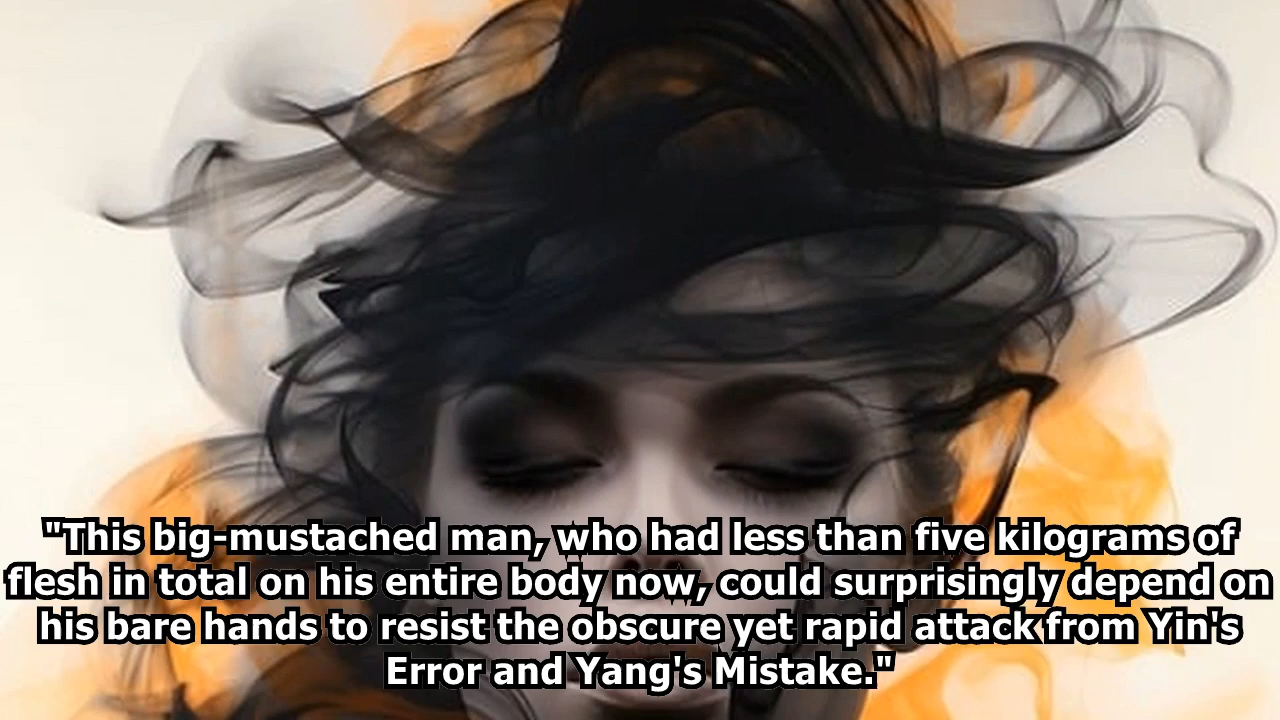 "This big-mustached man, who had less than five kilograms of
flesh in total on his entire body now, could surprisingly depend on
his bare hands to resist the obscure yet rapid attack from Yin's
Error and Yang's Mistake."